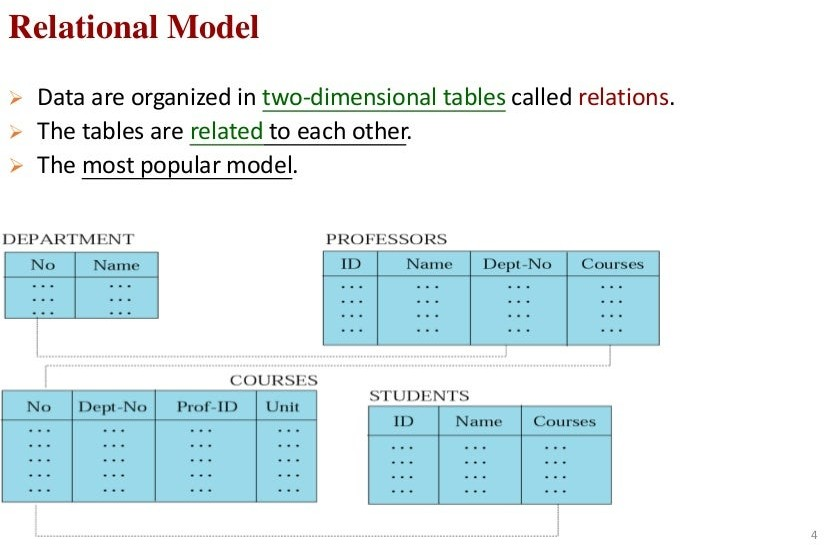 Relational Model
Data are organized in two-dimensional tables called relations.
The tables are related to each other.
The most popular model.
DEPARTMENT
No Name
... ...
... ...
... ...
PROFESSORS
ID Name Dept-No Courses
... ... ... ...
... ... ... ...
... ... ... ...
... ... ... ...
COURSES
No Dept-No Prof-ID Unit
... ... ... ...
... ... ... ...
... ... ... ...
... ... ... ...
... ... ... ...
STUDENTS
ID Name Courses
... ... ...
... ... ...
... ... ...
... ... ...
4